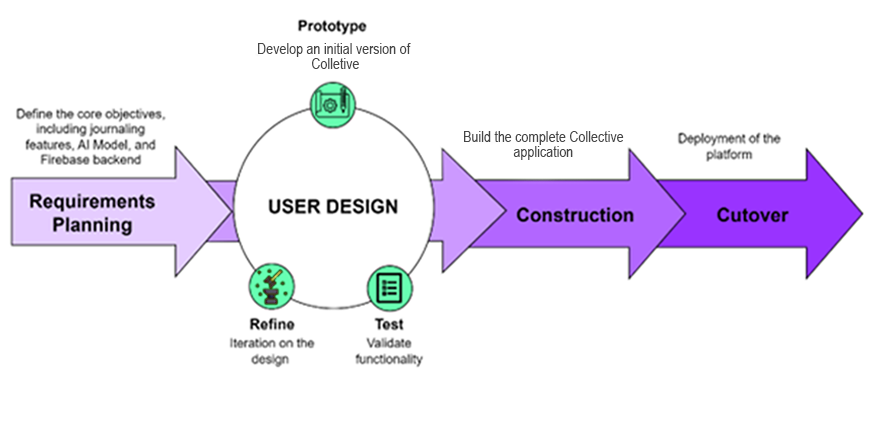 Prototype
Develop an initial version of
Colletive
Define the core objectives,
including journaling
features, AI Model, and
Firebase backend
Requirements
Planning
USER DESIGN
Refine
Iteration on the
design
Test
Validate
functionality
Build the complete Collective
application
Construction
Deployment of the
platform
Cutover